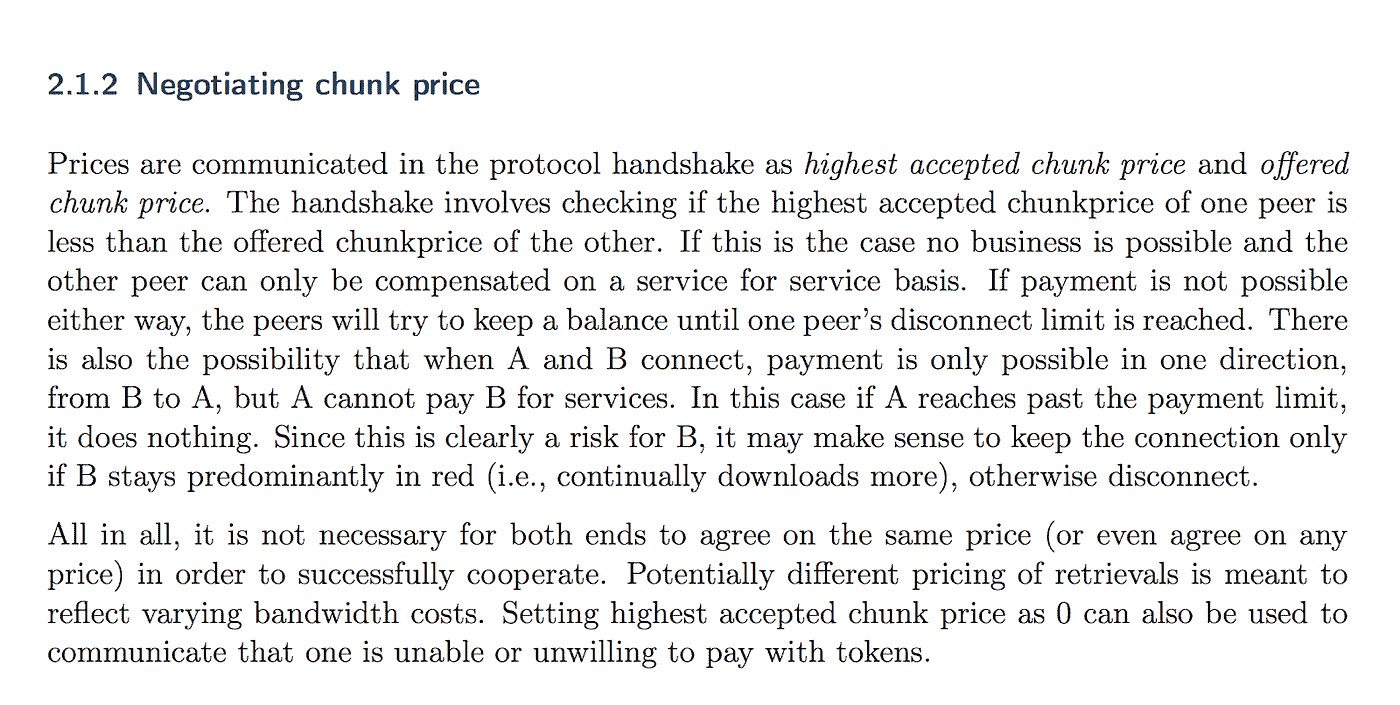 2.1.2 Negotiating chunk price
Prices are communicated in the protocol handshake as highest accepted chunk price and offered
chunk price. The handshake involves checking if the highest accepted chunkprice of one peer is
less than the offered chunkprice of the other. If this is the case no business is possible and the
other peer can only be compensated on a service for service basis. If payment is not possible
either way, the peers will try to keep a balance until one peer's disconnect limit is reached. There
is also the possibility that when A and B connect, payment is only possible in one direction,
from B to A, but A cannot pay B for services. In this case if A reaches past the payment limit,
it does nothing. Since this is clearly a risk for B, it may make sense to keep the connection only
if B stays predominantly in red (i.e., continually downloads more), otherwise disconnect.
All in all, it is not necessary for both ends to agree on the same price (or even agree on any
price) in order to successfully cooperate. Potentially different pricing of retrievals is meant to
reflect varying bandwidth costs. Setting highest accepted chunk price as 0 can also be used to
communicate that one is unable or unwilling to pay with tokens.